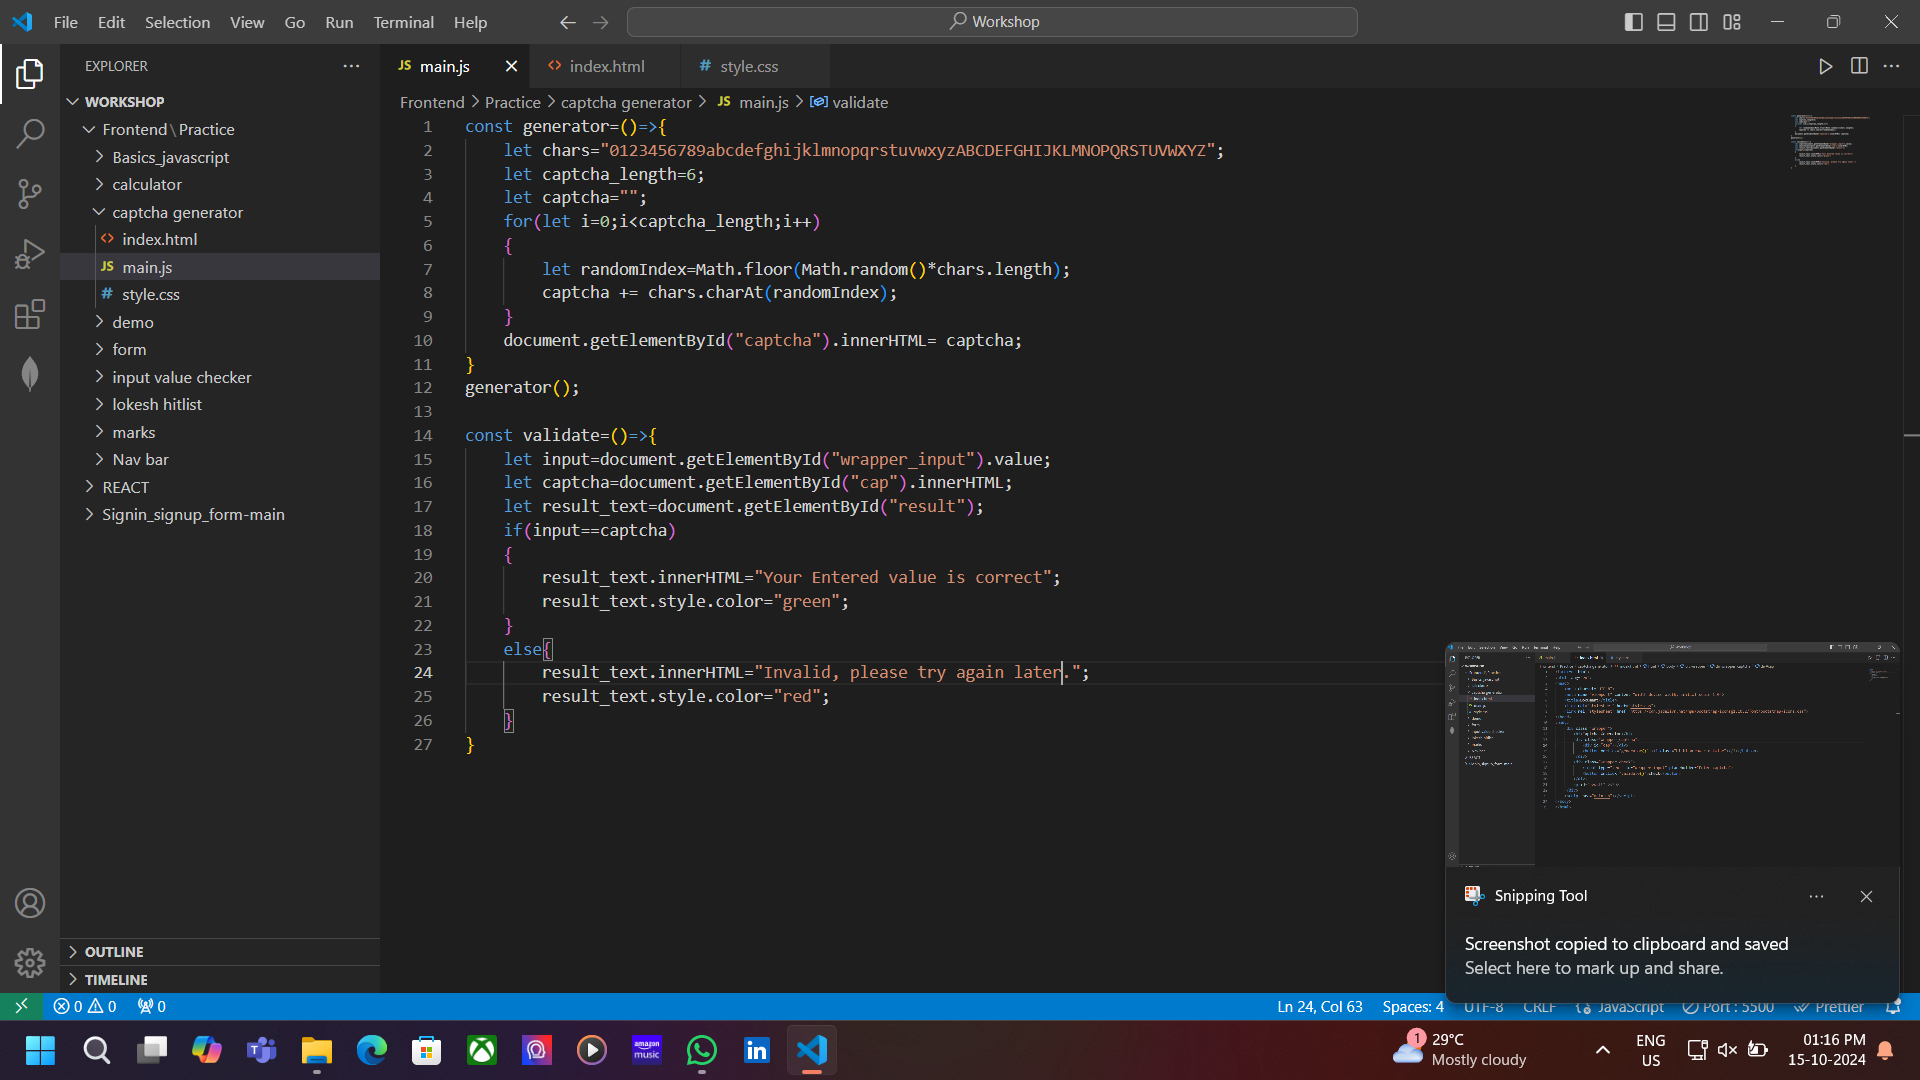 File Edit Selection View Go Run Terminal Help
Workshop
EXPLORER
WORKSHOP
Frontend\Practice
Basics_javascript
calculator
captcha generator
index.html
main.js
style.css
demo
form
input value checker
lokesh hitlist
marks
Nav bar
REACT
Signin_signup_form-main
OUTLINE
TIMELINE
JS main.js
index.html
# style.css
Frontend > Practice > captcha generator > JS main.js > validate
1 const generator=()=>{
2 let chars="0123456789abcdefghijklmnopqrstuvwxyzABCDEFGHIJKLMNOPQRSTUVWXYZ";
3 let captcha_length=6;
4 let captcha="";
5 for(let i=0;i<captcha_length;i++)
6 {
7 let randomIndex=Math.floor(Math.random()*chars.length);
8 captcha += chars.charAt(randomIndex);
9 }
10 document.getElementById("captcha").innerHTML= captcha;
11 }
12 generator();
13
14 const validate=()=>{
15 let input=document.getElementById("wrapper_input").value;
16 let captcha=document.getElementById("cap").innerHTML;
17 let result_text=document.getElementById("result");
18 if(input==captcha)
19 {
20 result_text.innerHTML="Your Entered value is correct";
21 result_text.style.color="green";
22 }
23 else{
24 result_text.innerHTML="Invalid, please try again later.";
25 result_text.style.color="red";
26 }
27 }
Snipping Tool
Screenshot copied to clipboard and saved
Select here to mark up and share.
0 0 0
Ln 24, Col 63 Spaces: 4 UTF-8 CRLF JavaScript Port : 5500 Prettier
amazon music
1
29°C
Mostly cloudy
ENG
US
01:16 PM
15-10-2024